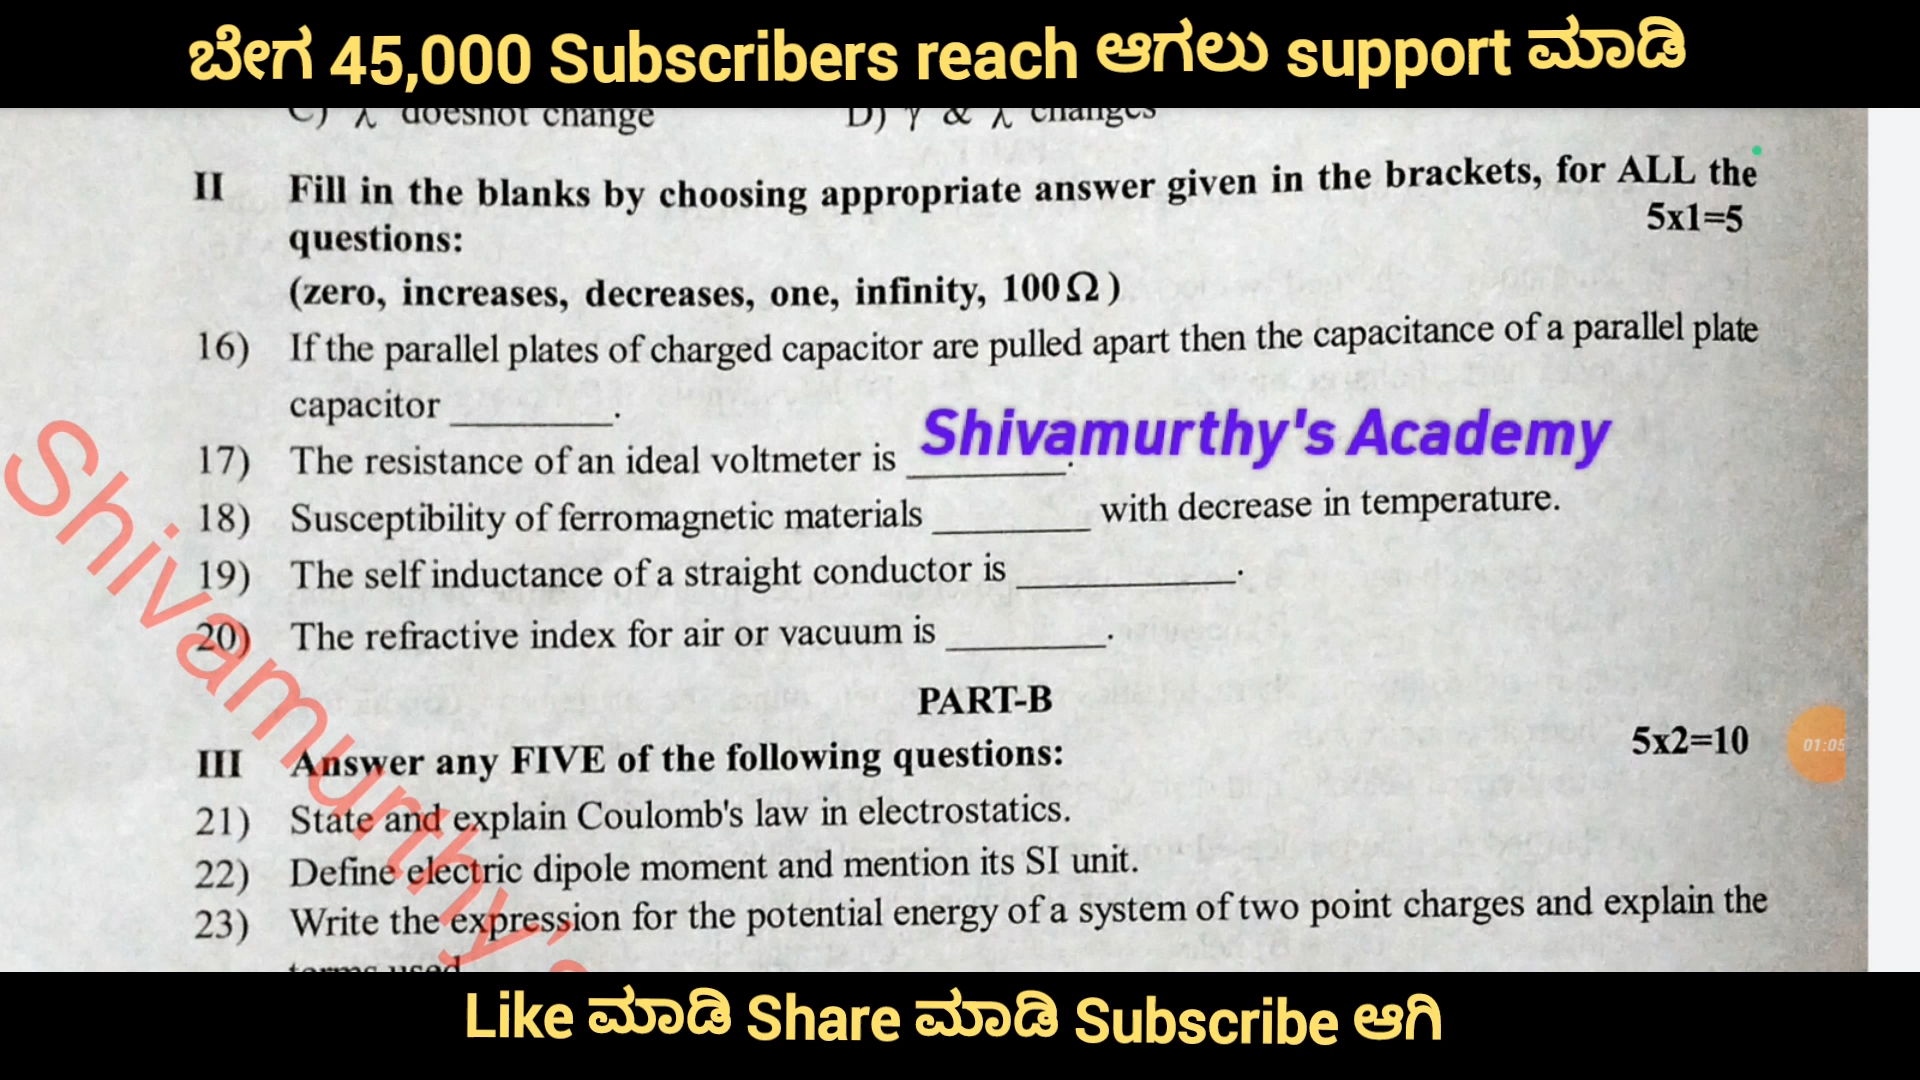 ಬೇಗ 45,000 Subscribers reach ಆಗಲು support ಮಾಡಿ
C) λ doesnot change D) γ & λ changes
II Fill in the blanks by choosing appropriate answer given in the brackets, for ALL the
questions: 5x1=5
(zero, increases, decreases, one, infinity, 100Ω)
16) If the parallel plates of charged capacitor are pulled apart then the capacitance of a parallel plate
capacitor ________.
Shivamurthy's Academy
17) The resistance of an ideal voltmeter is ________.
18) Susceptibility of ferromagnetic materials ________ with decrease in temperature.
19) The self inductance of a straight conductor is ___________.
20) The refractive index for air or vacuum is ________.
Shivamurthy's
PART-B
III Answer any FIVE of the following questions: 5x2=10
01:05
21) State and explain Coulomb's law in electrostatics.
22) Define electric dipole moment and mention its SI unit.
23) Write the expression for the potential energy of a system of two point charges and explain the
terms used
Like ಮಾಡಿ Share ಮಾಡಿ Subscribe ಆಗಿ